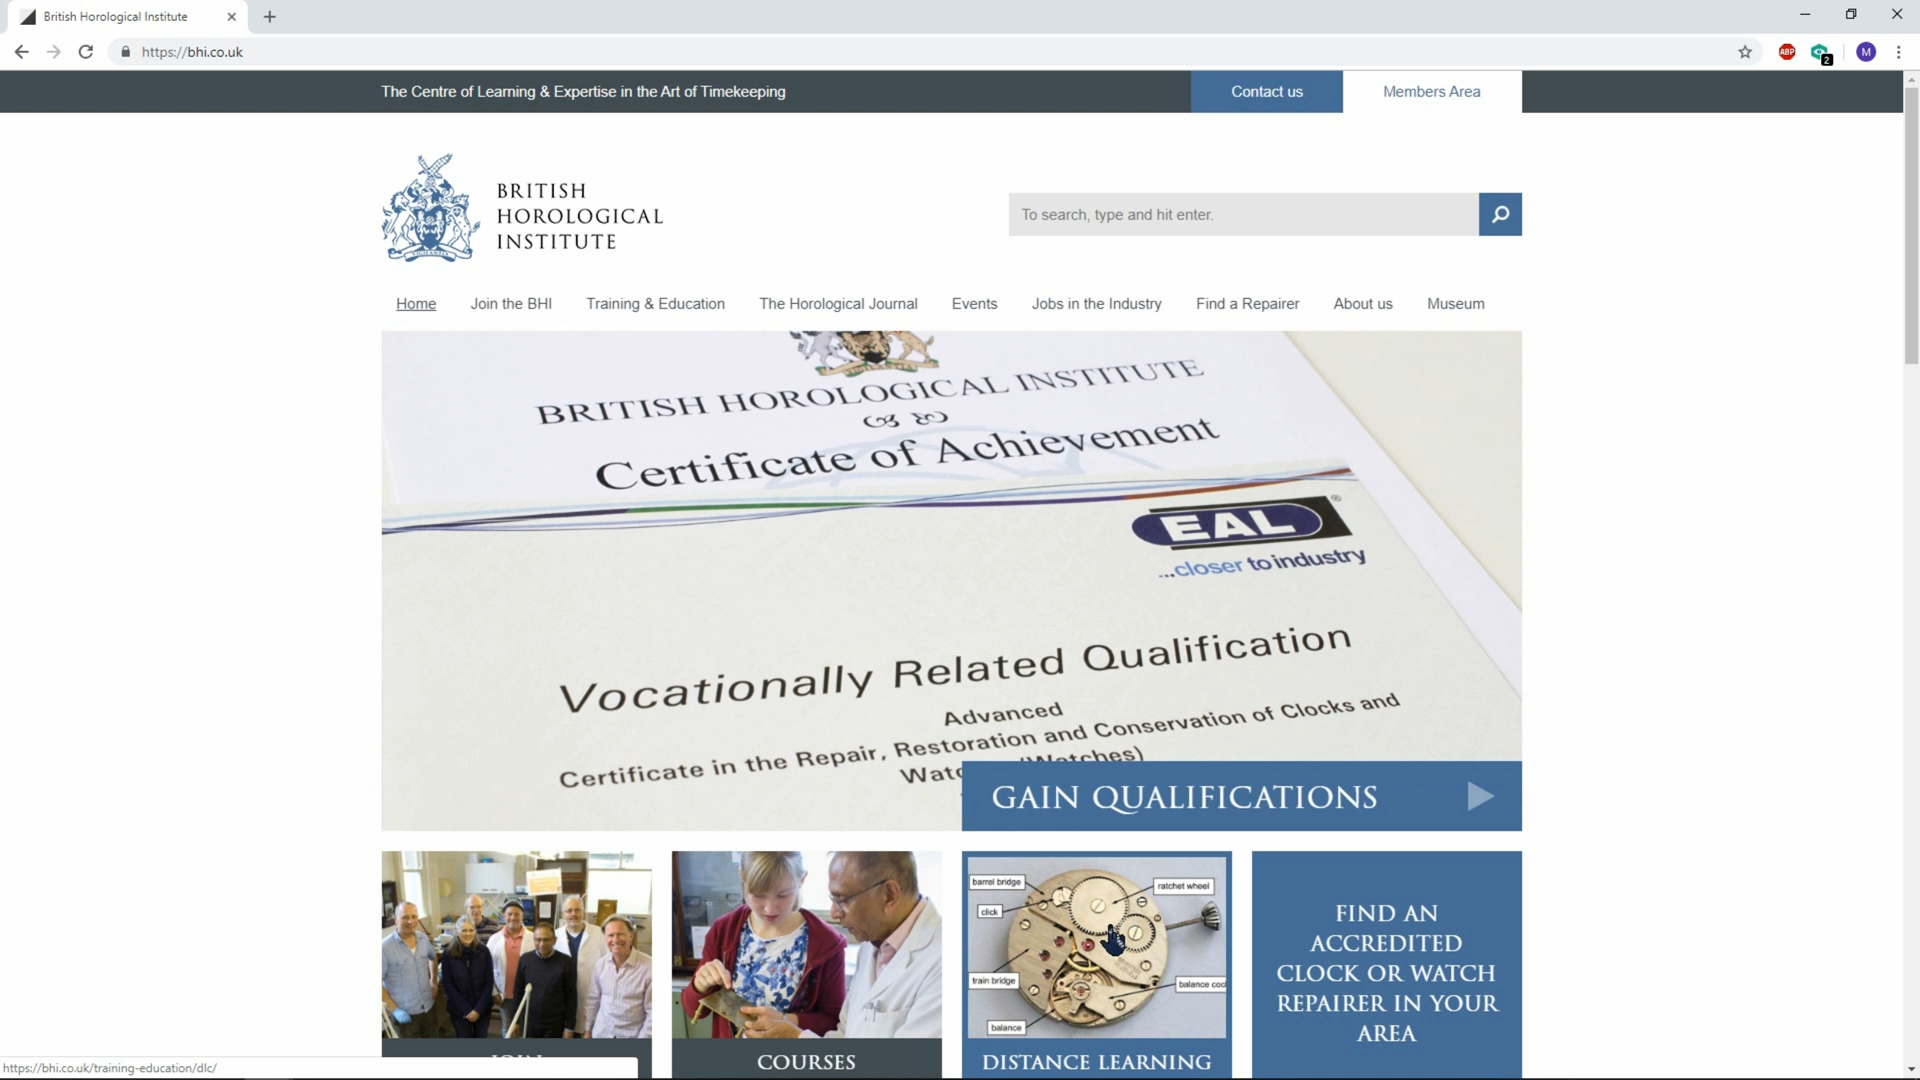 British Horological Institute
https://bhi.co.uk
ABP
2
M
The Centre of Learning & Expertise in the Art of Timekeeping
Contact us
Members Area
BRITISH
HOROLOGICAL
INSTITUTE
To search, type and hit enter.
Home
Join the BHI
Training & Education
The Horological Journal
Events
Jobs in the Industry
Find a Repairer
About us
Museum
BRITISH HOROLOGICAL INSTITUTE
Certificate of Achievement
EAL®
...closer to industry
Vocationally Related Qualification
Advanced
Certificate in the Repair, Restoration and Conservation of Clocks and
(Watches)
GAIN QUALIFICATIONS
barrel bridge
ratchet wheel
click
train bridge
balance coc
balance
FIND AN
ACCREDITED
CLOCK OR WATCH
REPAIRER IN YOUR
AREA
JOIN
COURSES
DISTANCE LEARNING
https://bhi.co.uk/training-education/dlc/